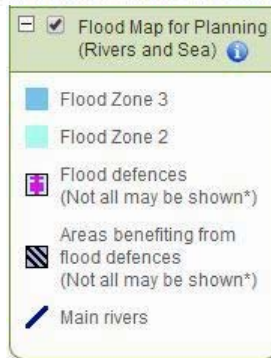 Flood Map for Planning
(Rivers and Sea)
Flood Zone 3
Flood Zone 2
Flood defences
(Not all may be shown*)
Areas benefiting from
flood defences
(Not all may be shown*)
Main rivers